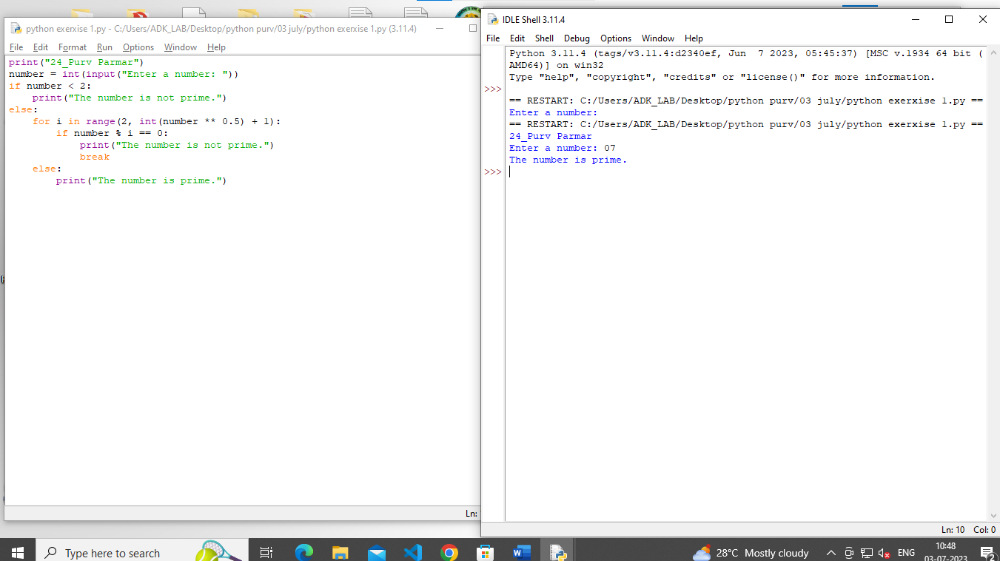 python exerxise 1.py - C:/Users/ADK_LAB/Desktop/python purv/03 july/python exerxise 1.py (3.11.4)
File Edit Format Run Options Window Help
print("24_Purv Parmar")
number = int(input("Enter a number: "))
if number < 2:
    print("The number is not prime.")
else:
    for i in range(2, int(number ** 0.5) + 1):
        if number % i == 0:
            print("The number is not prime.")
            break
    else:
        print("The number is prime.")
Ln:
IDLE Shell 3.11.4
File Edit Shell Debug Options Window Help
Python 3.11.4 (tags/v3.11.4:d2340ef, Jun  7 2023, 05:45:37) [MSC v.1934 64 bit (
AMD64)] on win32
Type "help", "copyright", "credits" or "license()" for more information.
>>>
== RESTART: C:/Users/ADK_LAB/Desktop/python purv/03 july/python exerxise 1.py ==
Enter a number:
== RESTART: C:/Users/ADK_LAB/Desktop/python purv/03 july/python exerxise 1.py ==
24_Purv Parmar
Enter a number: 07
The number is prime.
>>>
Ln: 10 Col: 0
Type here to search
28°C Mostly cloudy
ENG
10:48
03-07-2023
2